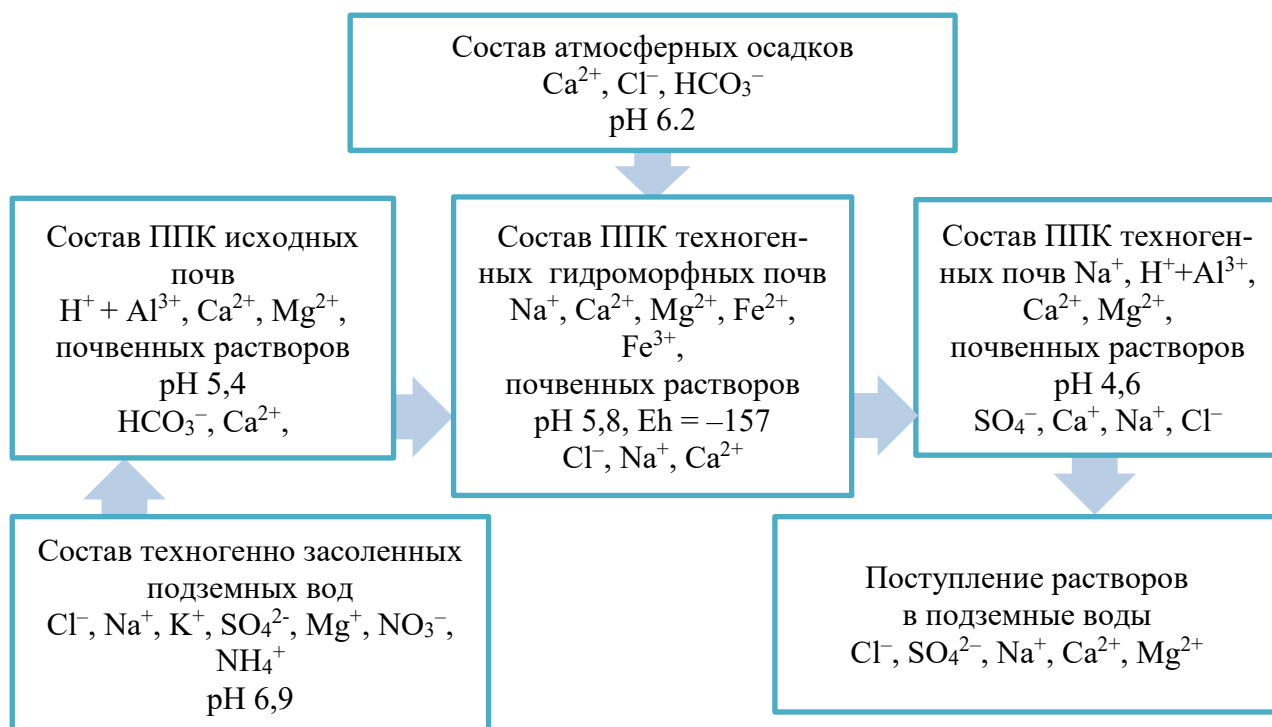 Состав атмосферных осадков
Ca²⁺, Cl⁻, HCO₃⁻
pH 6.2
Состав ППК исходных
почв
H⁺ + Al³⁺, Ca²⁺, Mg²⁺,
почвенных растворов
pH 5,4
HCO₃⁻, Ca²⁺,
Состав ППК техноген-
ных гидроморфных почв
Na⁺, Ca²⁺, Mg²⁺, Fe²⁺,
Fe³⁺,
почвенных растворов
pH 5,8, Eh = –157
Cl⁻, Na⁺, Ca²⁺
Состав ППК техноген-
ных почв Na⁺, H⁺+Al³⁺,
Ca²⁺, Mg²⁺,
почвенных растворов
pH 4,6
SO₄⁻, Ca⁺, Na⁺, Cl⁻
Состав техногенно засоленных
подземных вод
Cl⁻, Na⁺, K⁺, SO₄²⁻, Mg⁺, NO₃⁻,
NH₄⁺
pH 6,9
Поступление растворов
в подземные воды
Cl⁻, SO₄²⁻, Na⁺, Ca²⁺, Mg²⁺